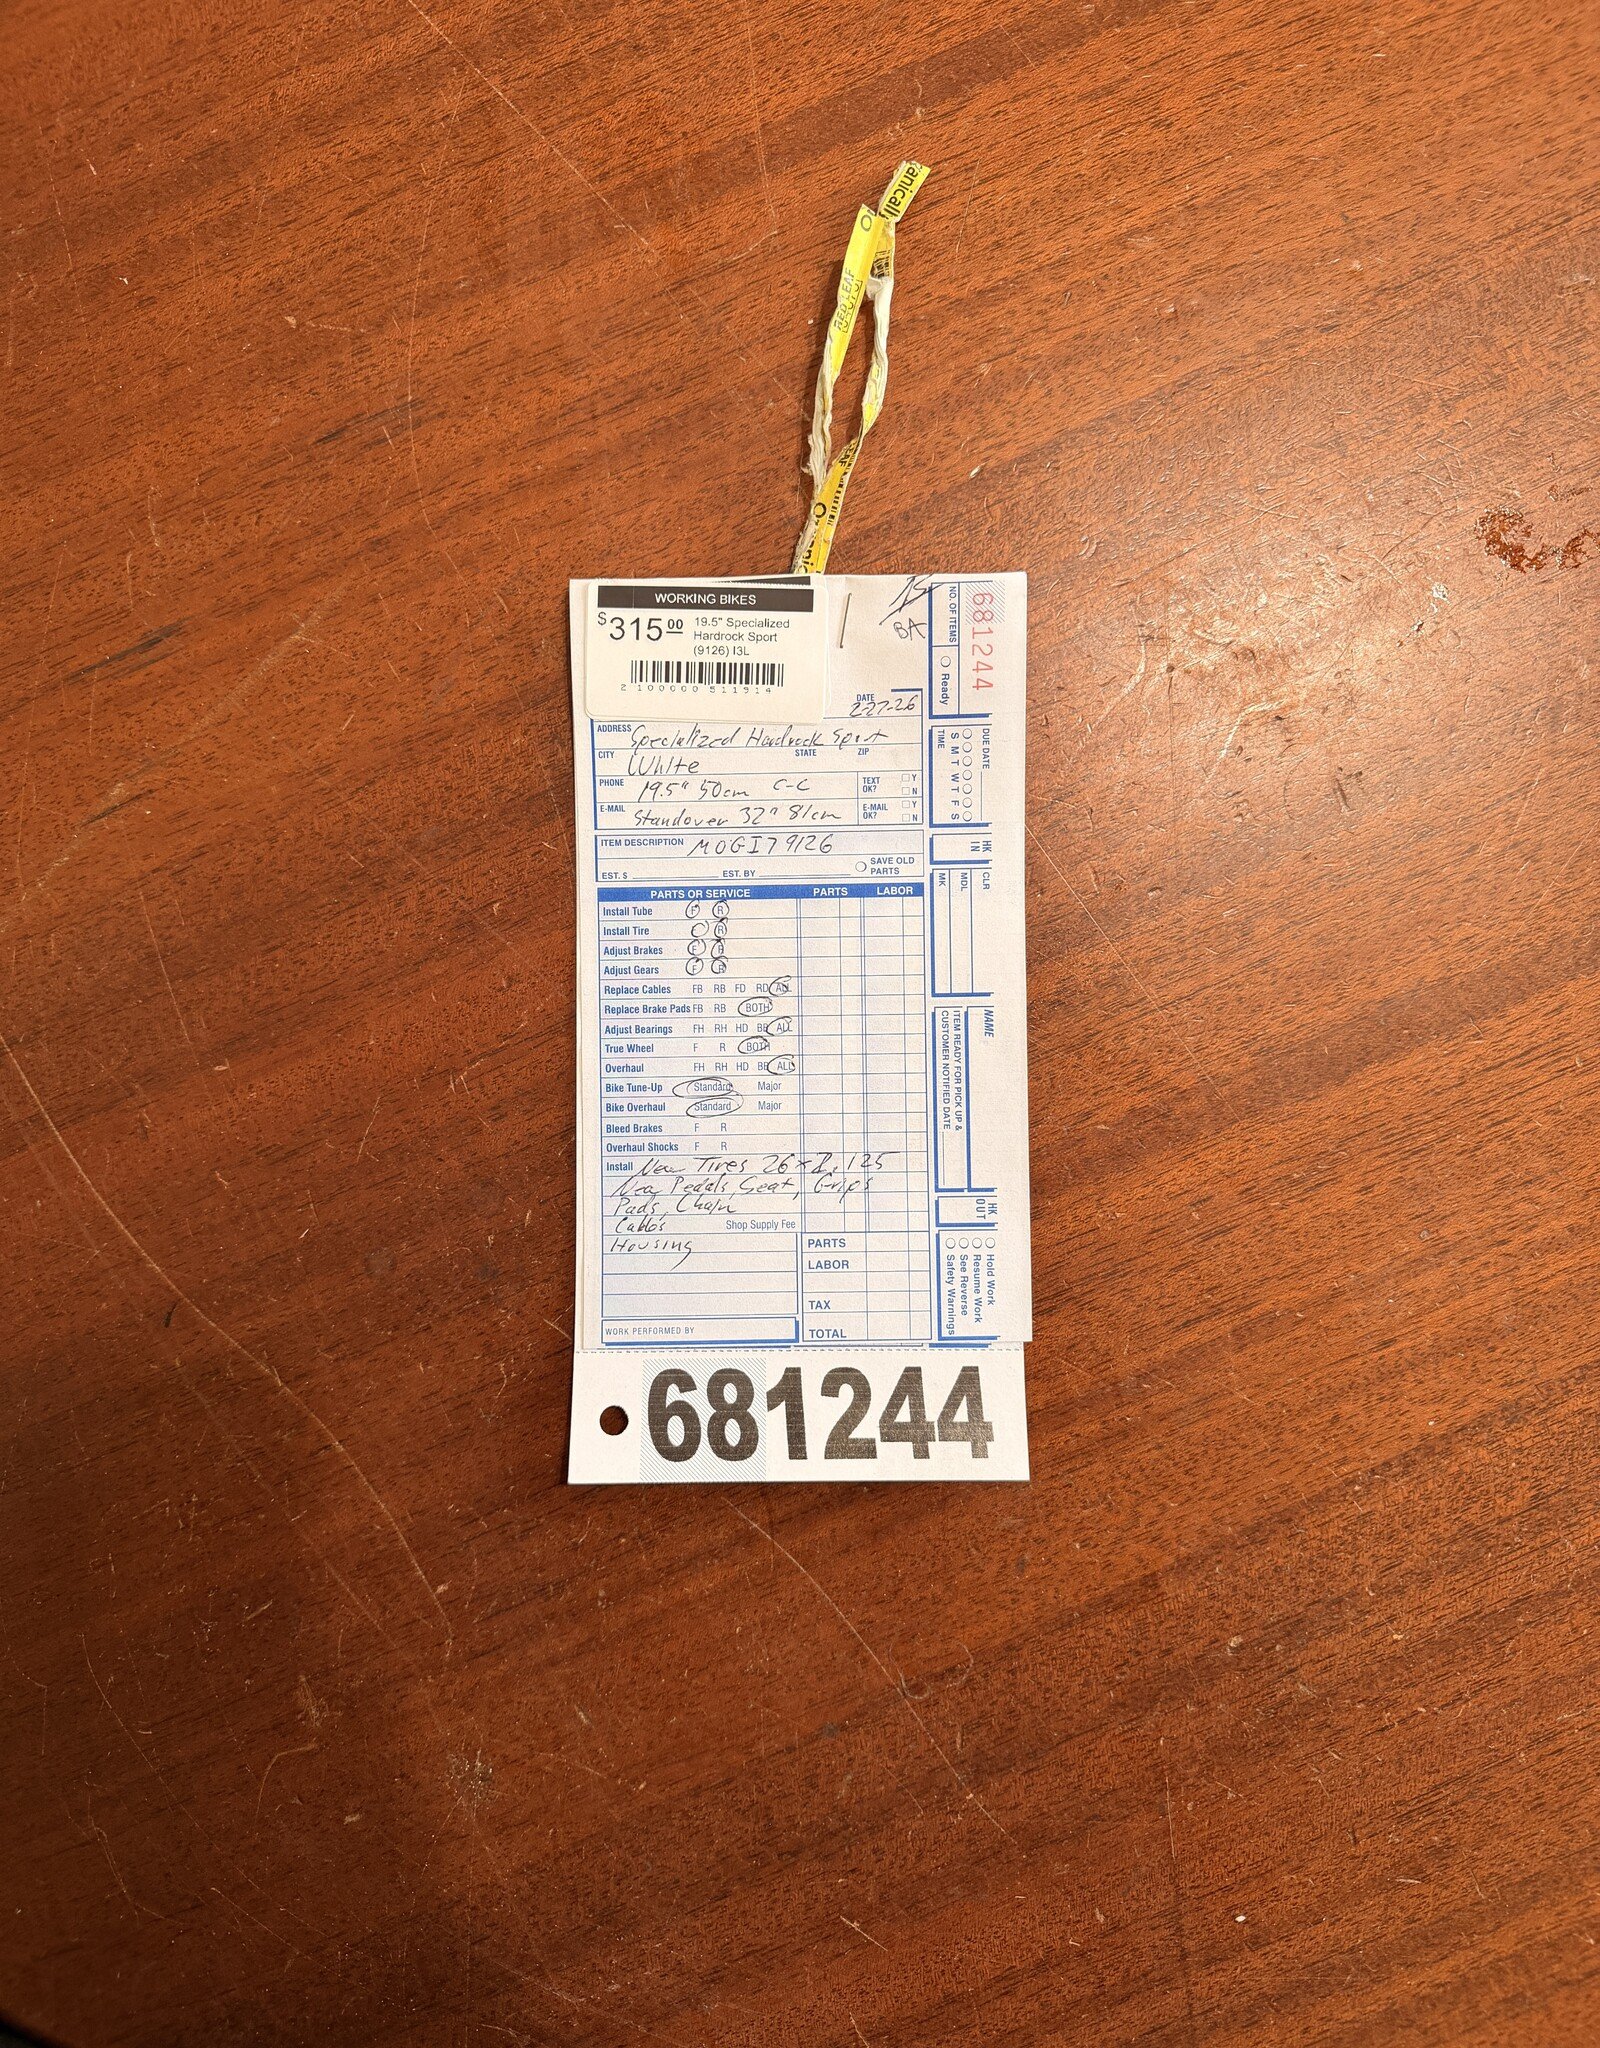 WORKING BIKES
$315.00
19.5" Specialized
Hardrock Sport
(9126) I3L
2 100000 511914
BA
DATE
2-27-26
ADDRESS Specialized Hardrock Sport
CITY White STATE ZIP
PHONE 19.5" 50cm C-C TEXT OK? Y N
E-MAIL Standover 32" 81cm E-MAIL OK? Y N
ITEM DESCRIPTION MOGI79126
EST. $ EST. BY SAVE OLD PARTS
PARTS OR SERVICE PARTS LABOR
Install Tube F R
Install Tire R
Adjust Brakes F R
Adjust Gears F R
Replace Cables FB RB FD RD ALL
Replace Brake Pads FB RB BOTH
Adjust Bearings FH RH HD BB ALL
True Wheel F R BOTH
Overhaul FH RH HD BB ALL
Bike Tune-Up Standard Major
Bike Overhaul Standard Major
Bleed Brakes F R
Overhaul Shocks F R
Install New Tires 26 x 2.125
New Pedals, Seat, Grips
Pads, Chain
Cables Shop Supply Fee
Housing
PARTS
LABOR
TAX
WORK PERFORMED BY TOTAL
681244
NO. OF ITEMS
Ready
DUE DATE
S M T W T F S
TIME
HK IN
CLR
MDL
MK
NAME
ITEM READY FOR PICK UP &
CUSTOMER NOTIFIED DATE
HK OUT
Hold Work
Resume Work
See Reverse
Safety Warnings
681244
RED LEAF